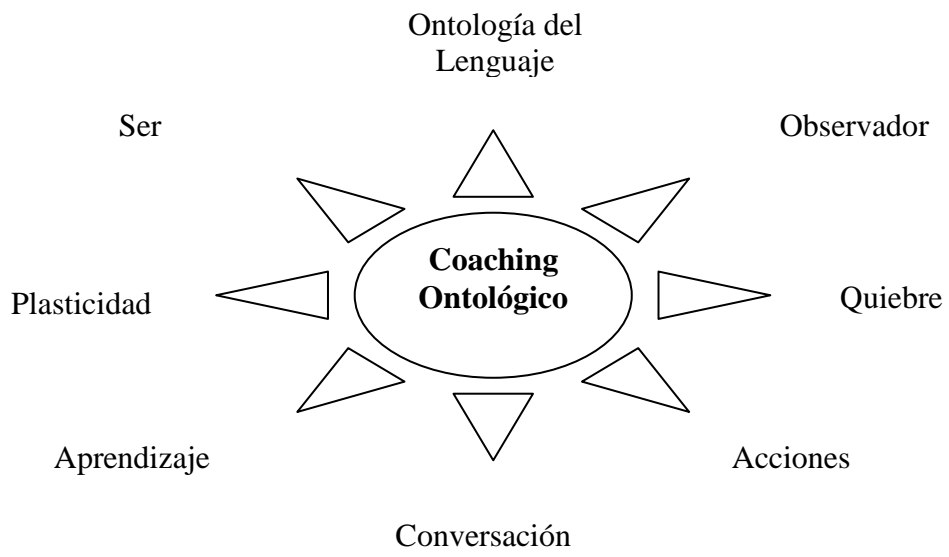 Ontología del
Lenguaje
Ser
Observador
Coaching
Ontológico
Plasticidad
Quiebre
Aprendizaje
Acciones
Conversación